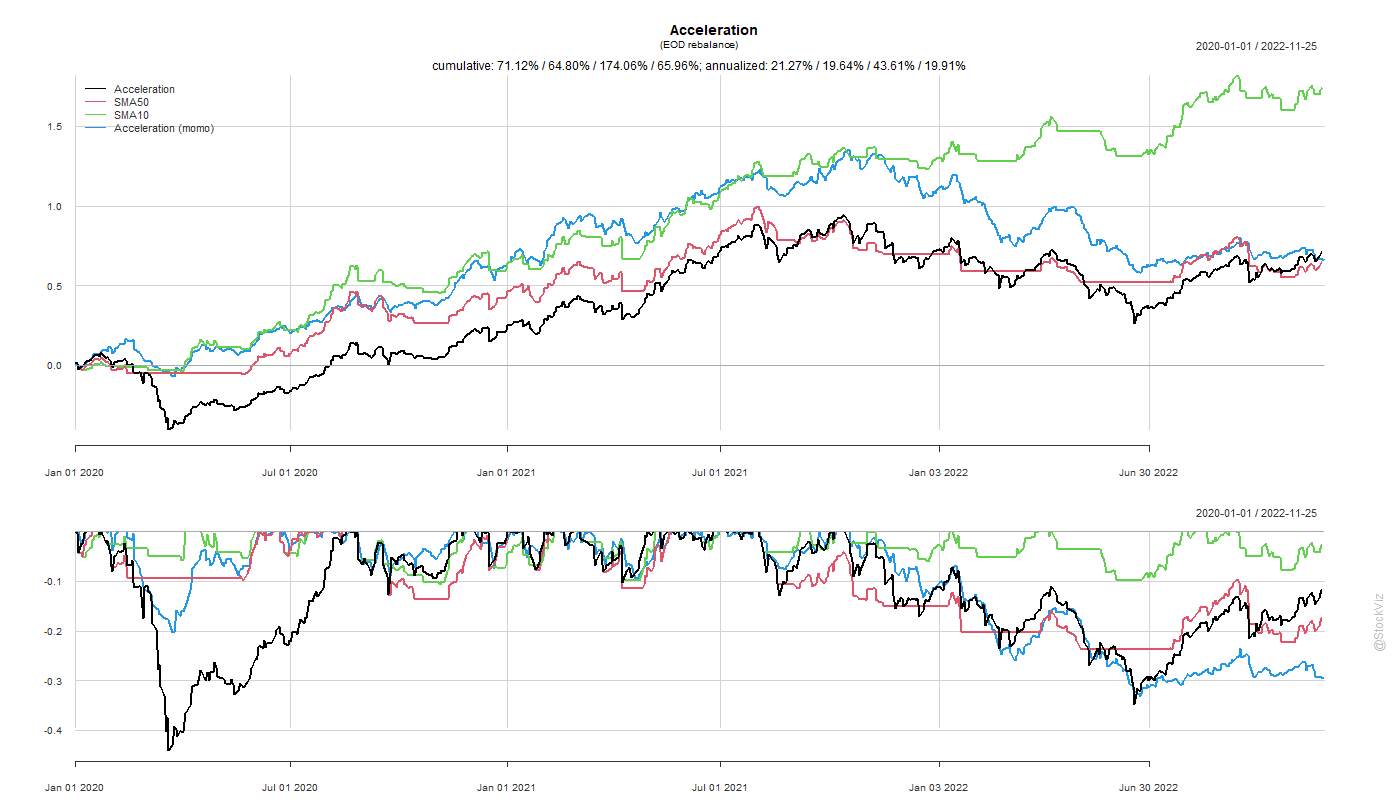 Acceleration
(EOD rebalance)
2020-01-01 / 2022-11-25
cumulative: 71.12% / 64.80% / 174.06% / 65.96%; annualized: 21.27% / 19.64% / 43.61% / 19.91%
Acceleration
SMA50
SMA10
Acceleration (momo)
1.5
1.0
0.5
0.0
Jan 01 2020 Jul 01 2020 Jan 01 2021 Jul 01 2021 Jan 03 2022 Jun 30 2022
2020-01-01 / 2022-11-25
-0.1
-0.2
-0.3
-0.4
Jan 01 2020 Jul 01 2020 Jan 01 2021 Jul 01 2021 Jan 03 2022 Jun 30 2022
@StockViz